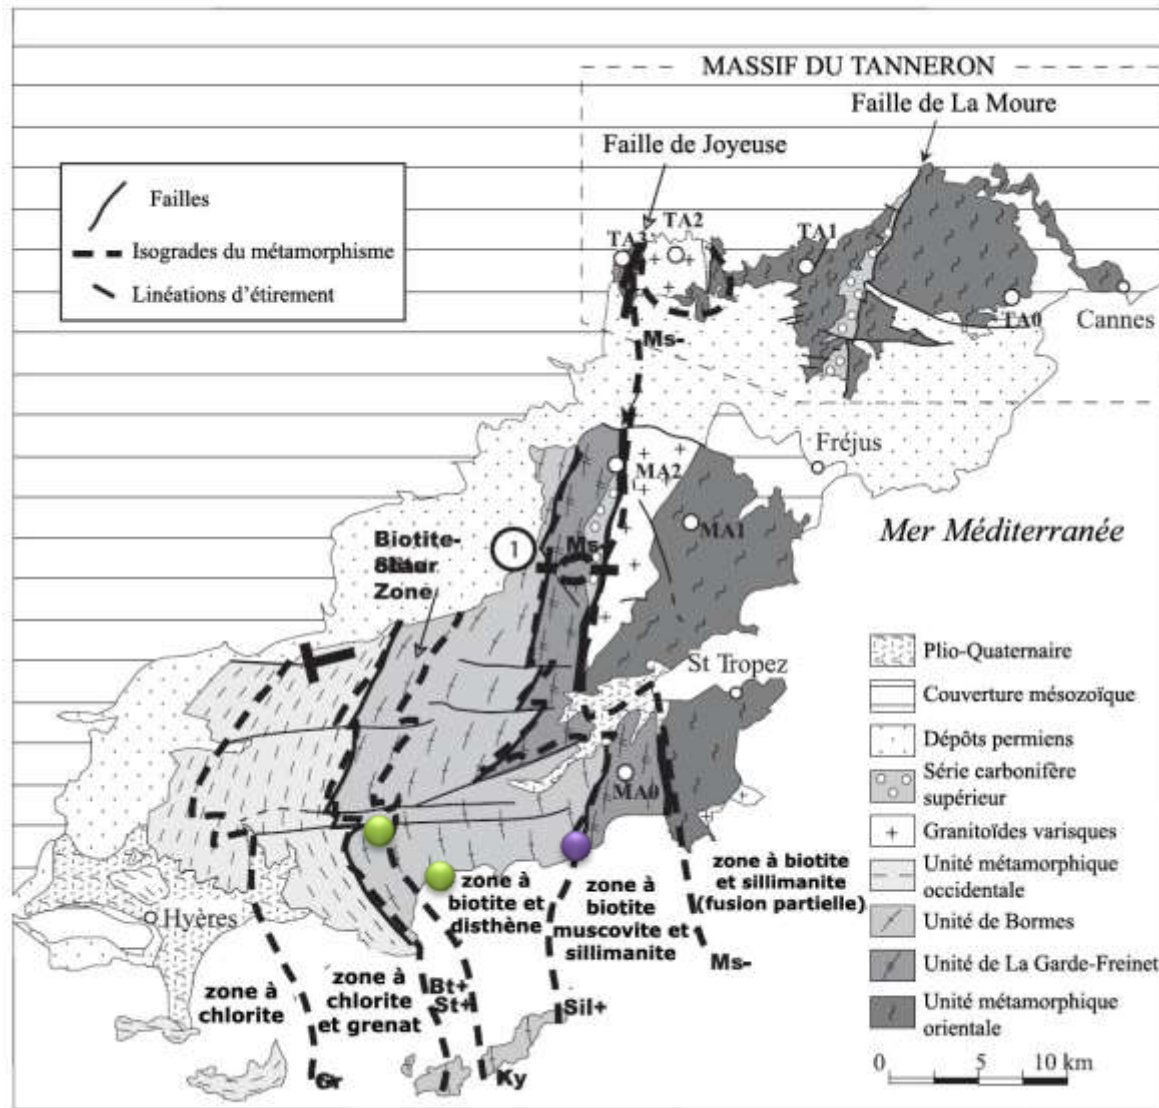 MASSIF DU TANNERON
Faille de La Moure
Faille de Joyeuse
Failles
Isogrades du métamorphisme
Linéations d'étirement
TA3
TA2
TA1
TA0
Cannes
Ms-
Fréjus
MA2
MA1
Mer Méditerranée
1
Biotite-
Zone
Ms-
St Tropez
MA0
Hyères
zone à
chlorite
zone à
chlorite
et grenat
zone à
biotite et
disthène
zone à
biotite
muscovite et
sillimanite
zone à biotite
et sillimanite
(fusion partielle)
Bt+
St+
Sil+
Ms-
Ky
Plio-Quaternaire
Couverture mésozoïque
Dépôts permiens
Série carbonifère
supérieur
Granitoïdes varisques
Unité métamorphique
occidentale
Unité de Bormes
Unité de La Garde-Freinet
Unité métamorphique
orientale
0 5 10 km